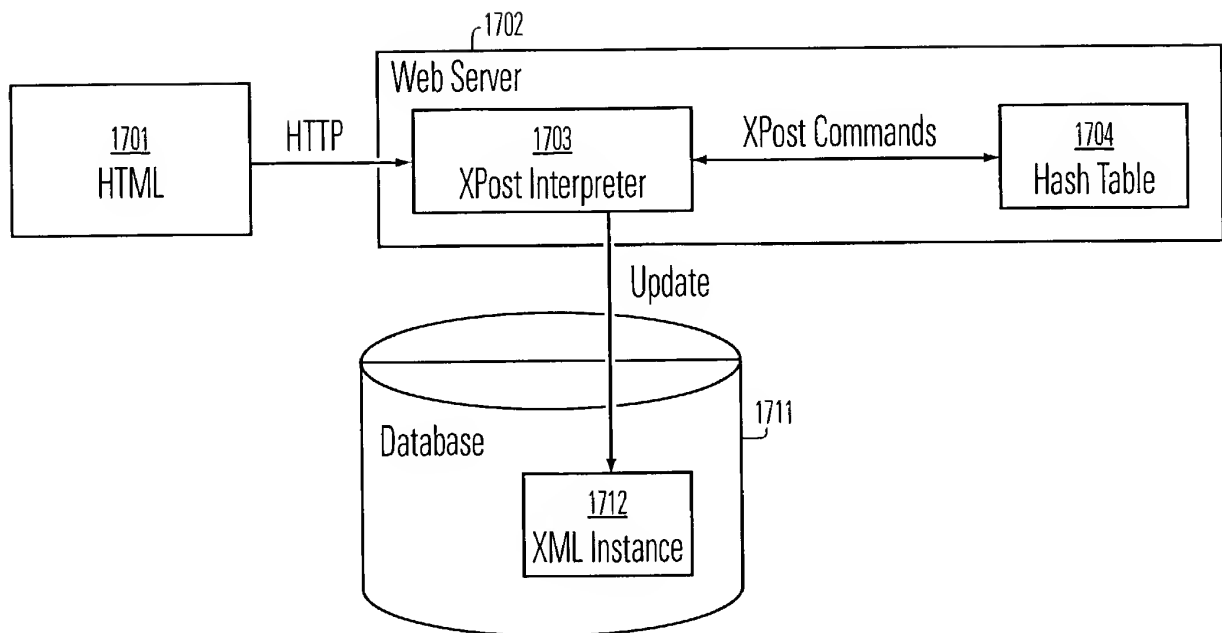 1702
Web Server
1701
HTML
HTTP
1703
XPost Interpreter
XPost Commands
1704
Hash Table
Update
1711
Database
1712
XML Instance